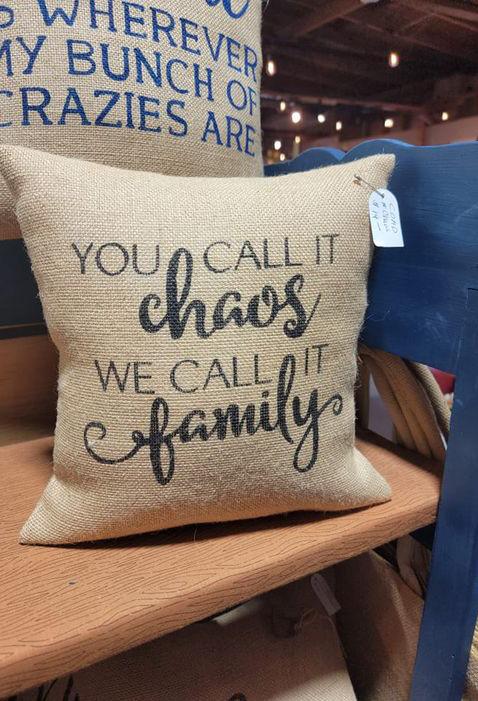 S WHEREVER
MY BUNCH OF
CRAZIES ARE
YOU CALL IT
chaos
WE CALL IT
family